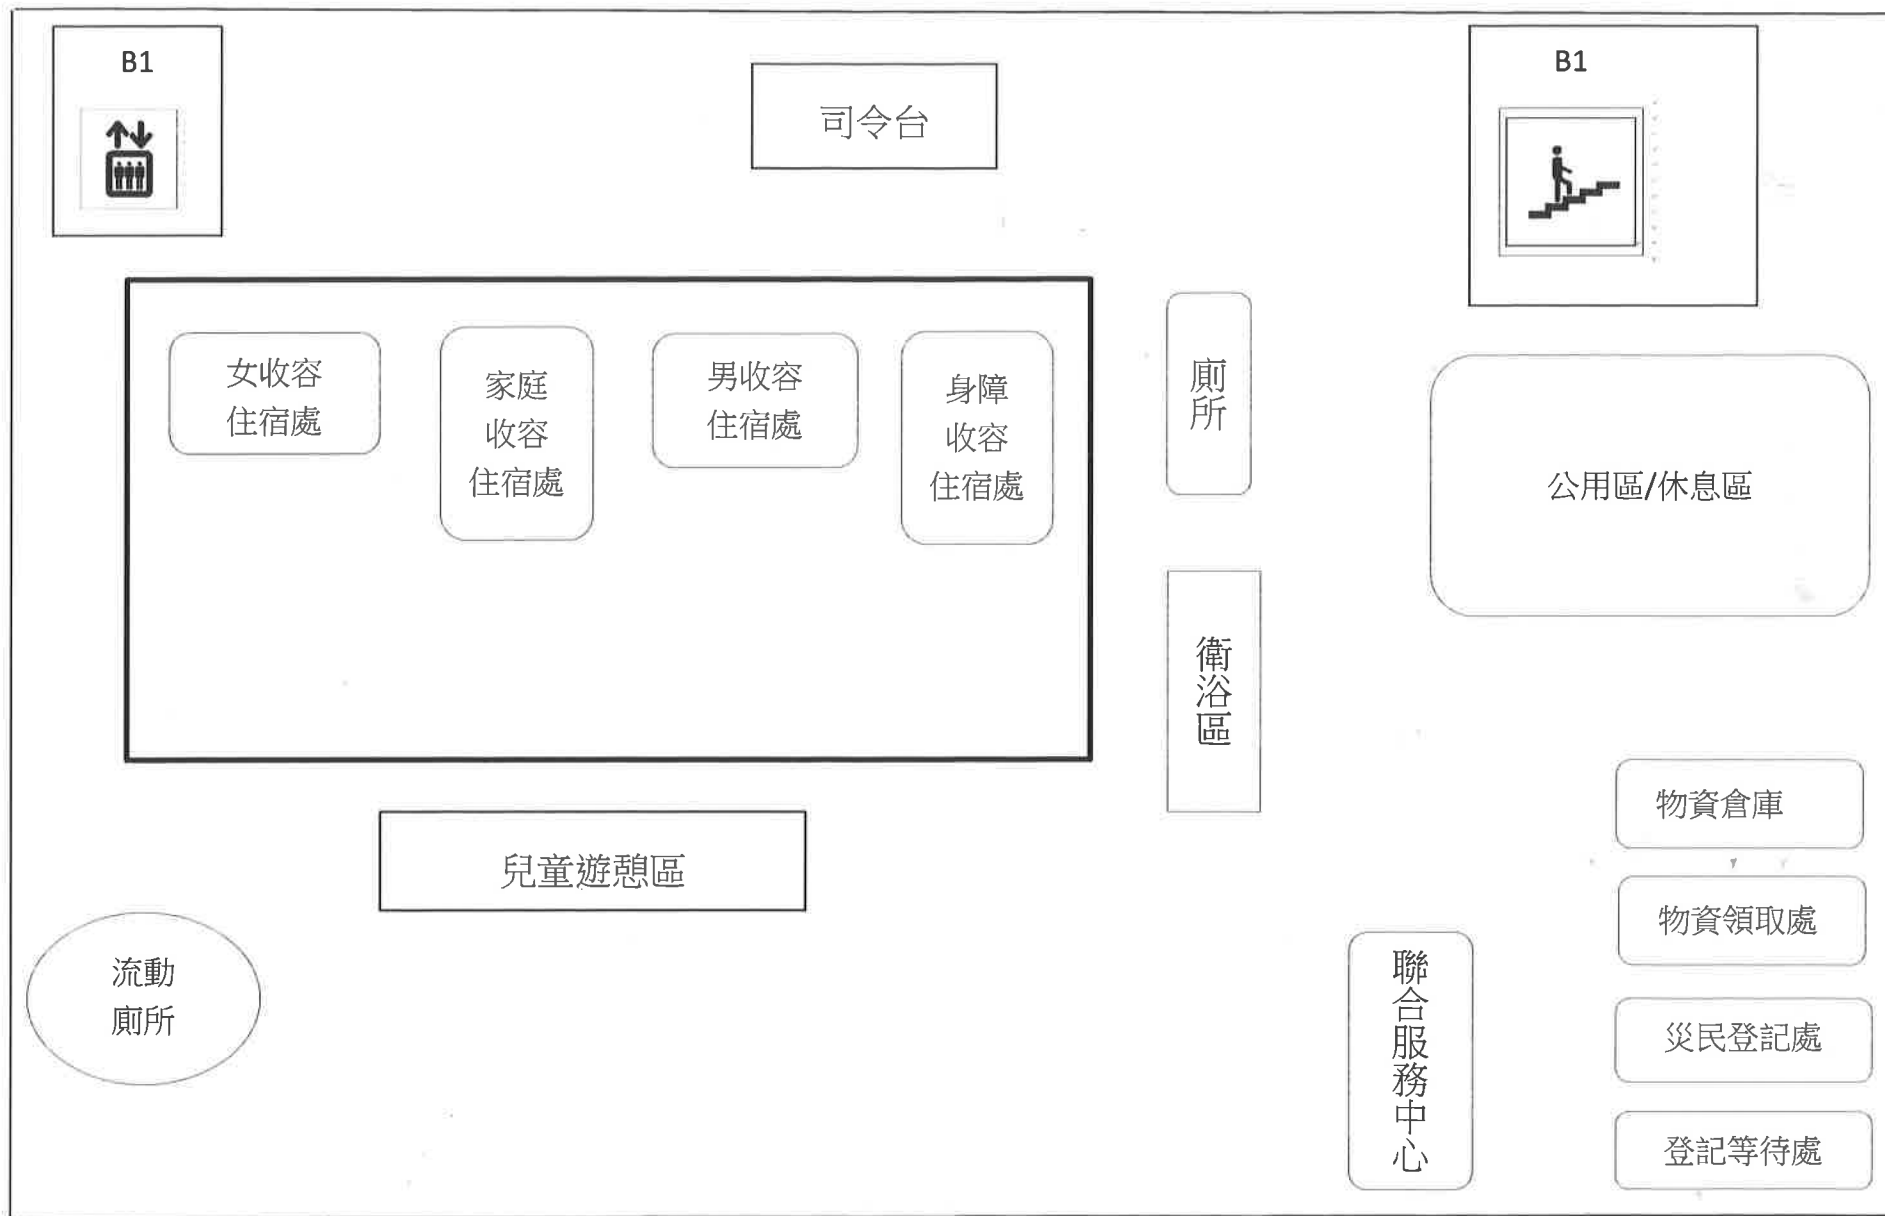 B1
司令台
B1
女收容
住宿處
家庭
收容
住宿處
男收容
住宿處
身障
收容
住宿處
廁所
公用區/休息區
衛浴區
物資倉庫
兒童遊憩區
物資領取處
流動
廁所
聯合服務中心
災民登記處
登記等待處